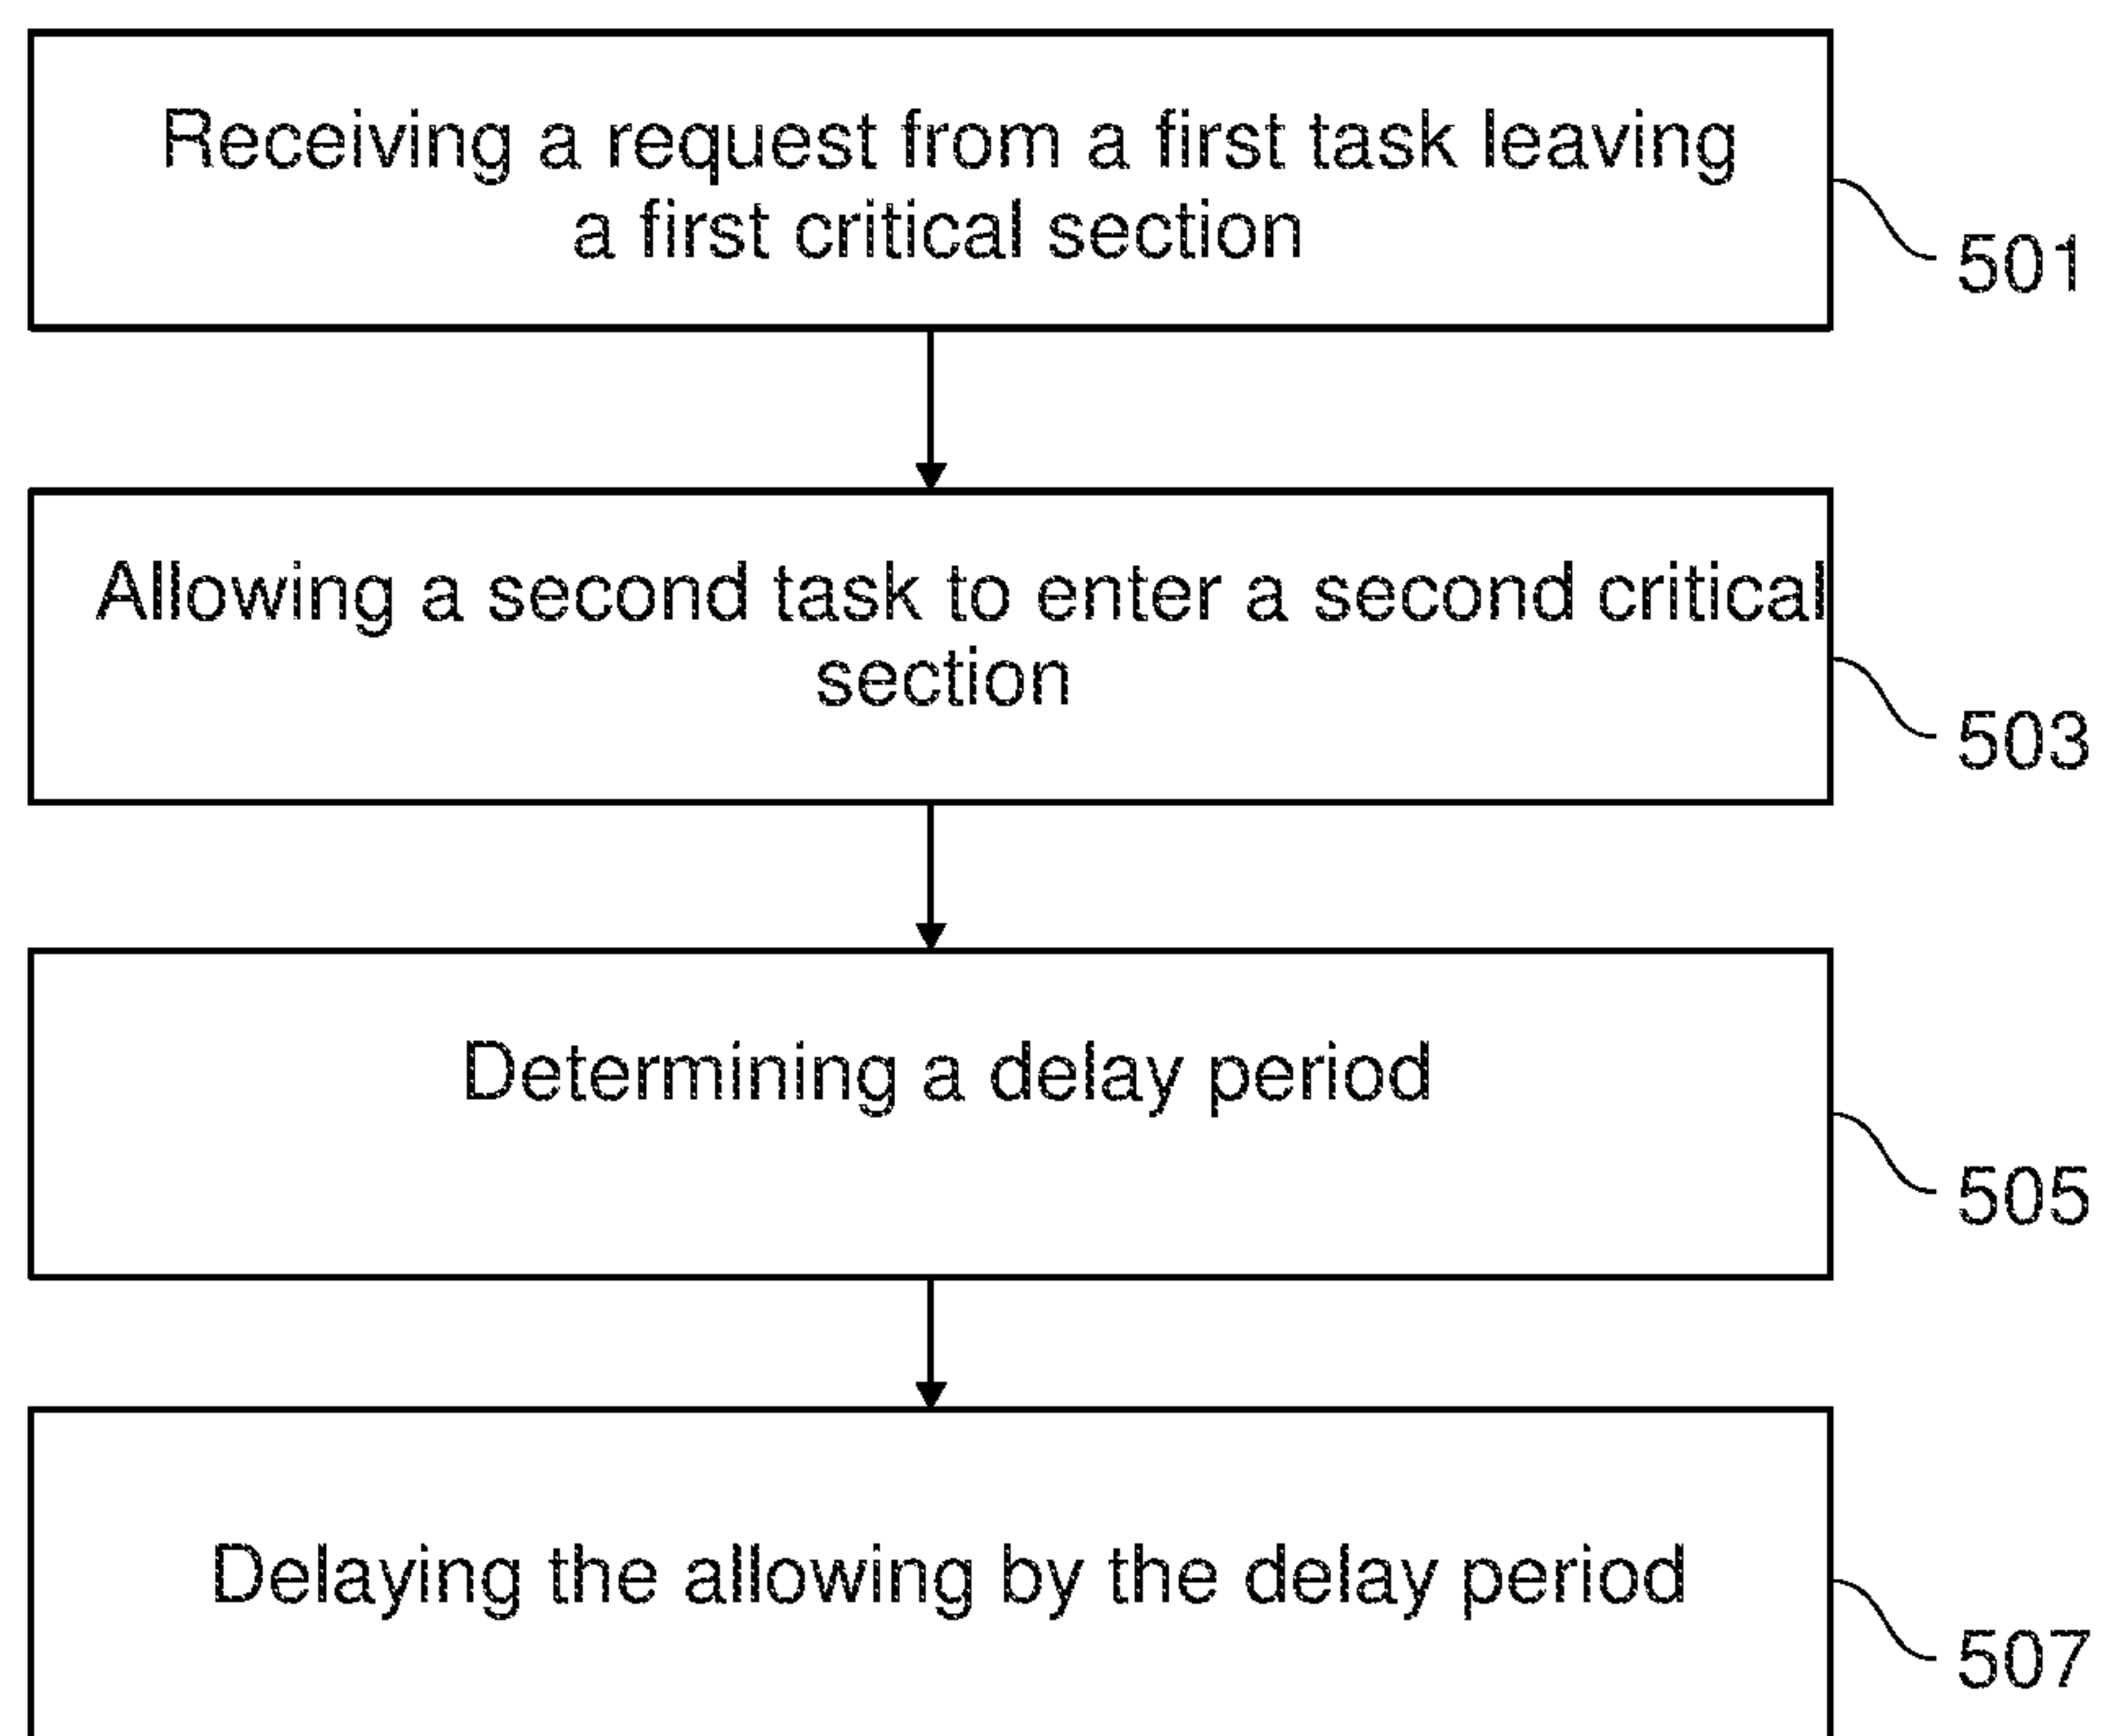 Receiving a request from a first task leaving
a first critical section
501
Allowing a second task to enter a second critical
section
503
Determining a delay period
505
Delaying the allowing by the delay period
507